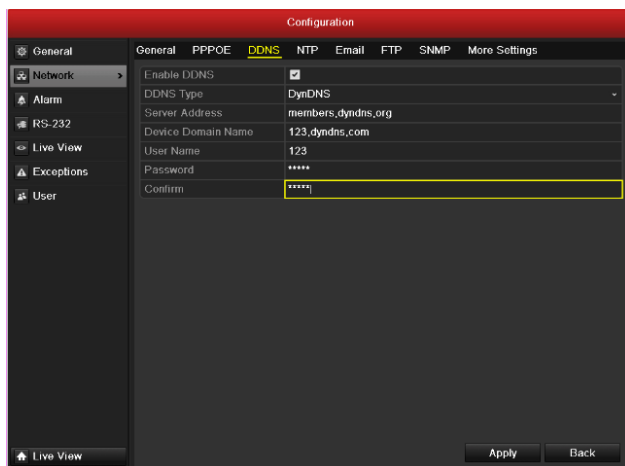 Configuration
General
Network >
Alarm
RS-232
Live View
Exceptions
User
Live View
General PPPOE DDNS NTP Email FTP SNMP More Settings
Enable DDNS
DDNS Type DynDNS
Server Address members.dyndns.org
Device Domain Name 123.dyndns.com
User Name 123
Password *****
Confirm *****
Apply Back